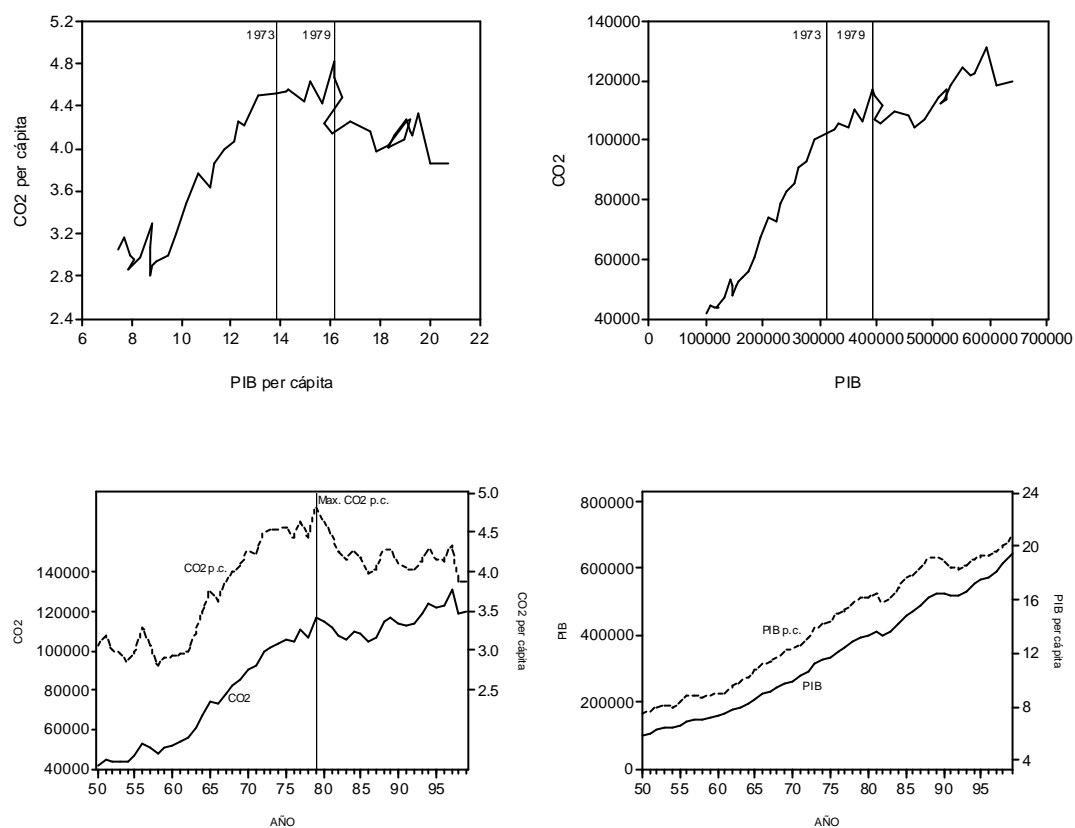 5.2
4.8
4.4
4.0
3.6
3.2
2.8
2.4
CO2 per cápita
1973
1979
6 8 10 12 14 16 18 20 22
PIB per cápita
140000
120000
100000
80000
60000
40000
CO2
1973
1979
0 100000 200000 300000 400000 500000 600000 700000
PIB
140000
120000
100000
80000
60000
40000
CO2
CO2 p.c.
Max. CO2 p.c.
CO2
5.0
4.5
4.0
3.5
3.0
2.5
CO2 per cápita
50 55 60 65 70 75 80 85 90 95
AÑO
800000
600000
400000
200000
0
PIB
PIB p.c.
PIB
24
20
16
12
8
4
PIB per cápita
50 55 60 65 70 75 80 85 90 95
AÑO